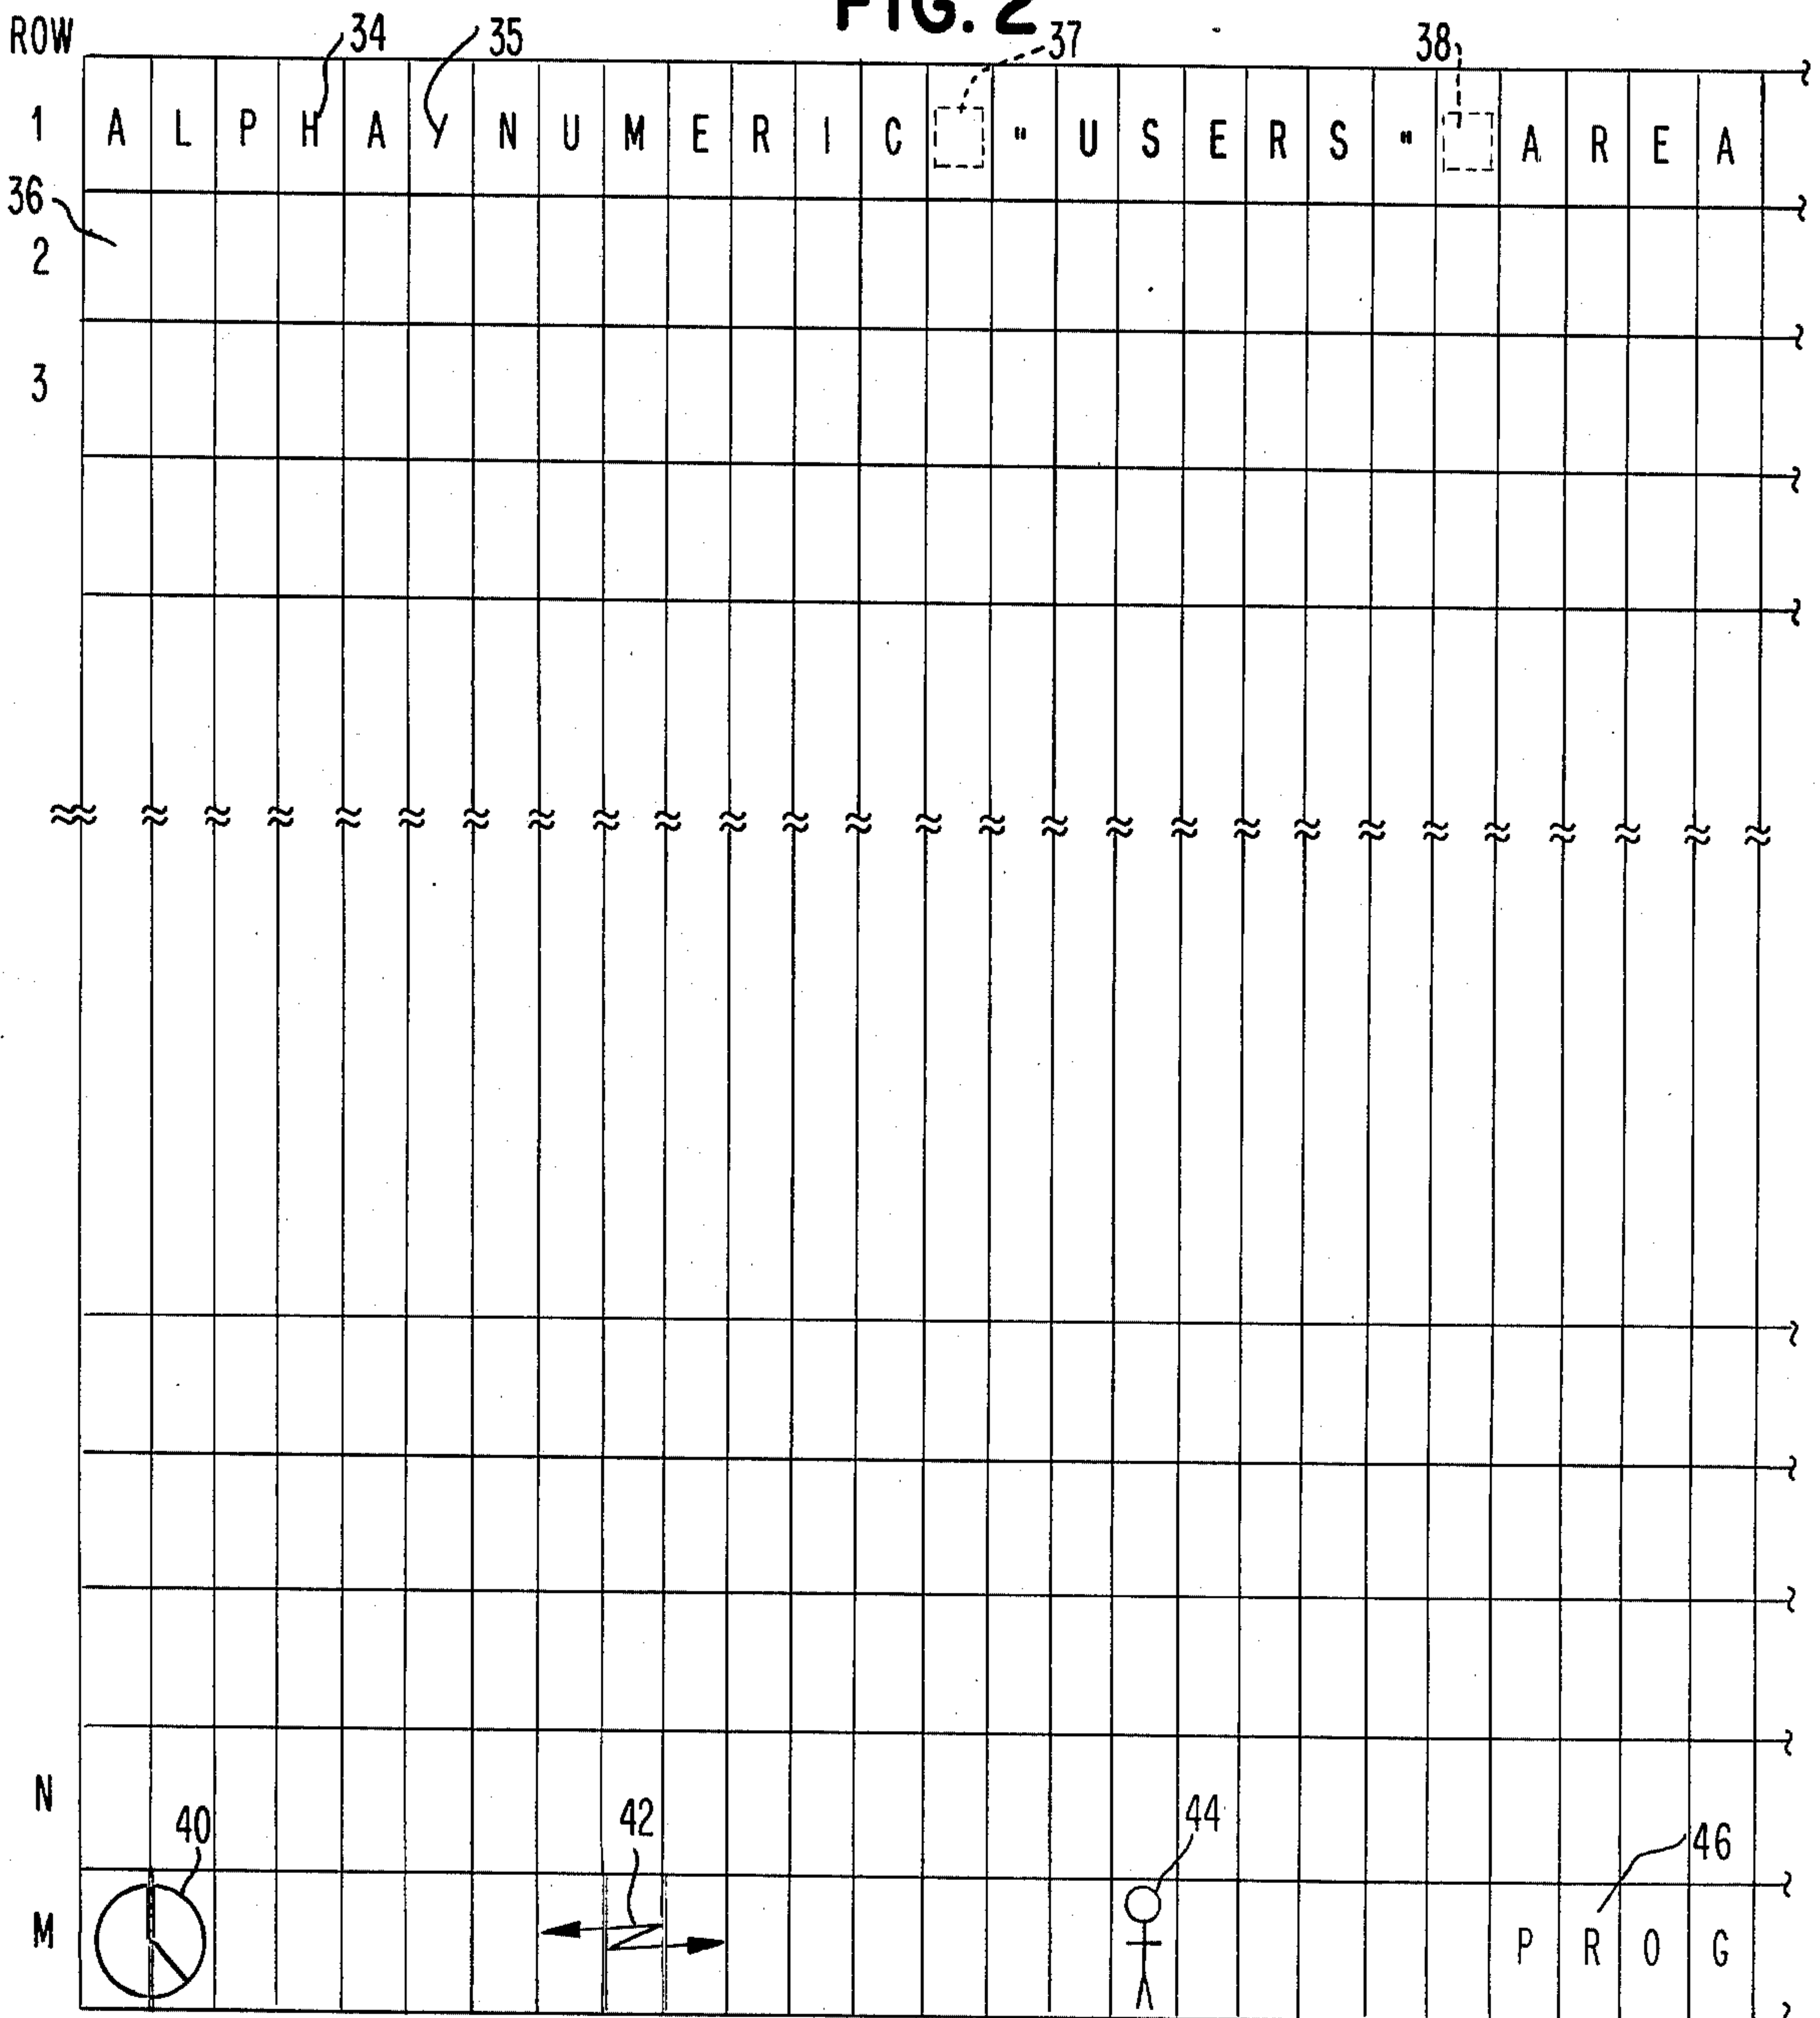 FIG. 2
ROW
34 35 37 38
1 A L P H A Y N U M E R I C " U S E R S " A R E A
36
2
3
N
40 42 44 46
M P R O G